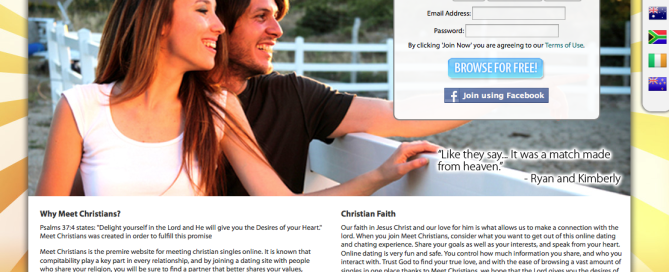 Email Address:
Password:
By clicking 'Join Now' you are agreeing to our Terms of Use.
BROWSE FOR FREE!
f Join using Facebook
"Like they say... It was a match made
from heaven."
- Ryan and Kimberly
Why Meet Christians?
Psalms 37:4 states: "Delight yourself in the Lord and He will give you the Desires of your Heart."
Meet Christians was created in order to fulfill this promise
Meet Christians is the premire website for meeting christian singles online. It is known that
compitability play a key part in every relationship, and by joining a dating site with people
who share your religion, you will be sure to find a partner that better shares your values,
Christian Faith
Our faith in Jesus Christ and our love for him is what allows us to make a connection with the
lord. When you join Meet Christians, consider what you want to get out of this online dating
and chatting experience. Share your goals as well as your interests, and speak from your heart.
Online dating is very fun and safe. You control how much information you share, and who you
interact with. Trust God to find your true love, and with the ease of browsing a vast amount of
singles in one place thanks to Meet Christians, we hope that the Lord gives you the desires of